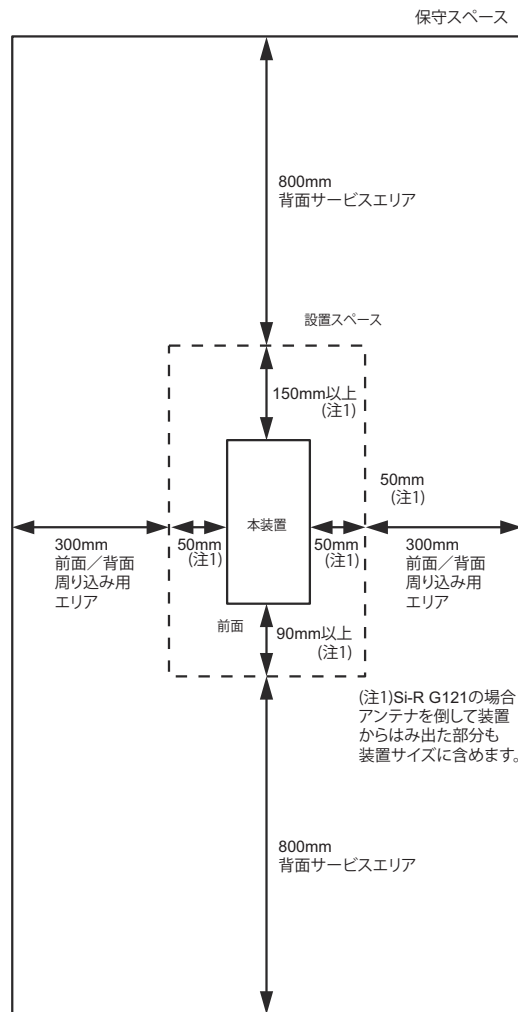 保守スペース
800mm
背面サービスエリア
設置スペース
150mm以上
(注1)
50mm
(注1)
本装置
300mm
前面／背面
周り込み用
エリア
50mm
(注1)
50mm
(注1)
300mm
前面／背面
周り込み用
エリア
前面
90mm以上
(注1)
(注1)Si-R G121の場合
アンテナを倒して装置
からはみ出た部分も
装置サイズに含めます。
800mm
背面サービスエリア